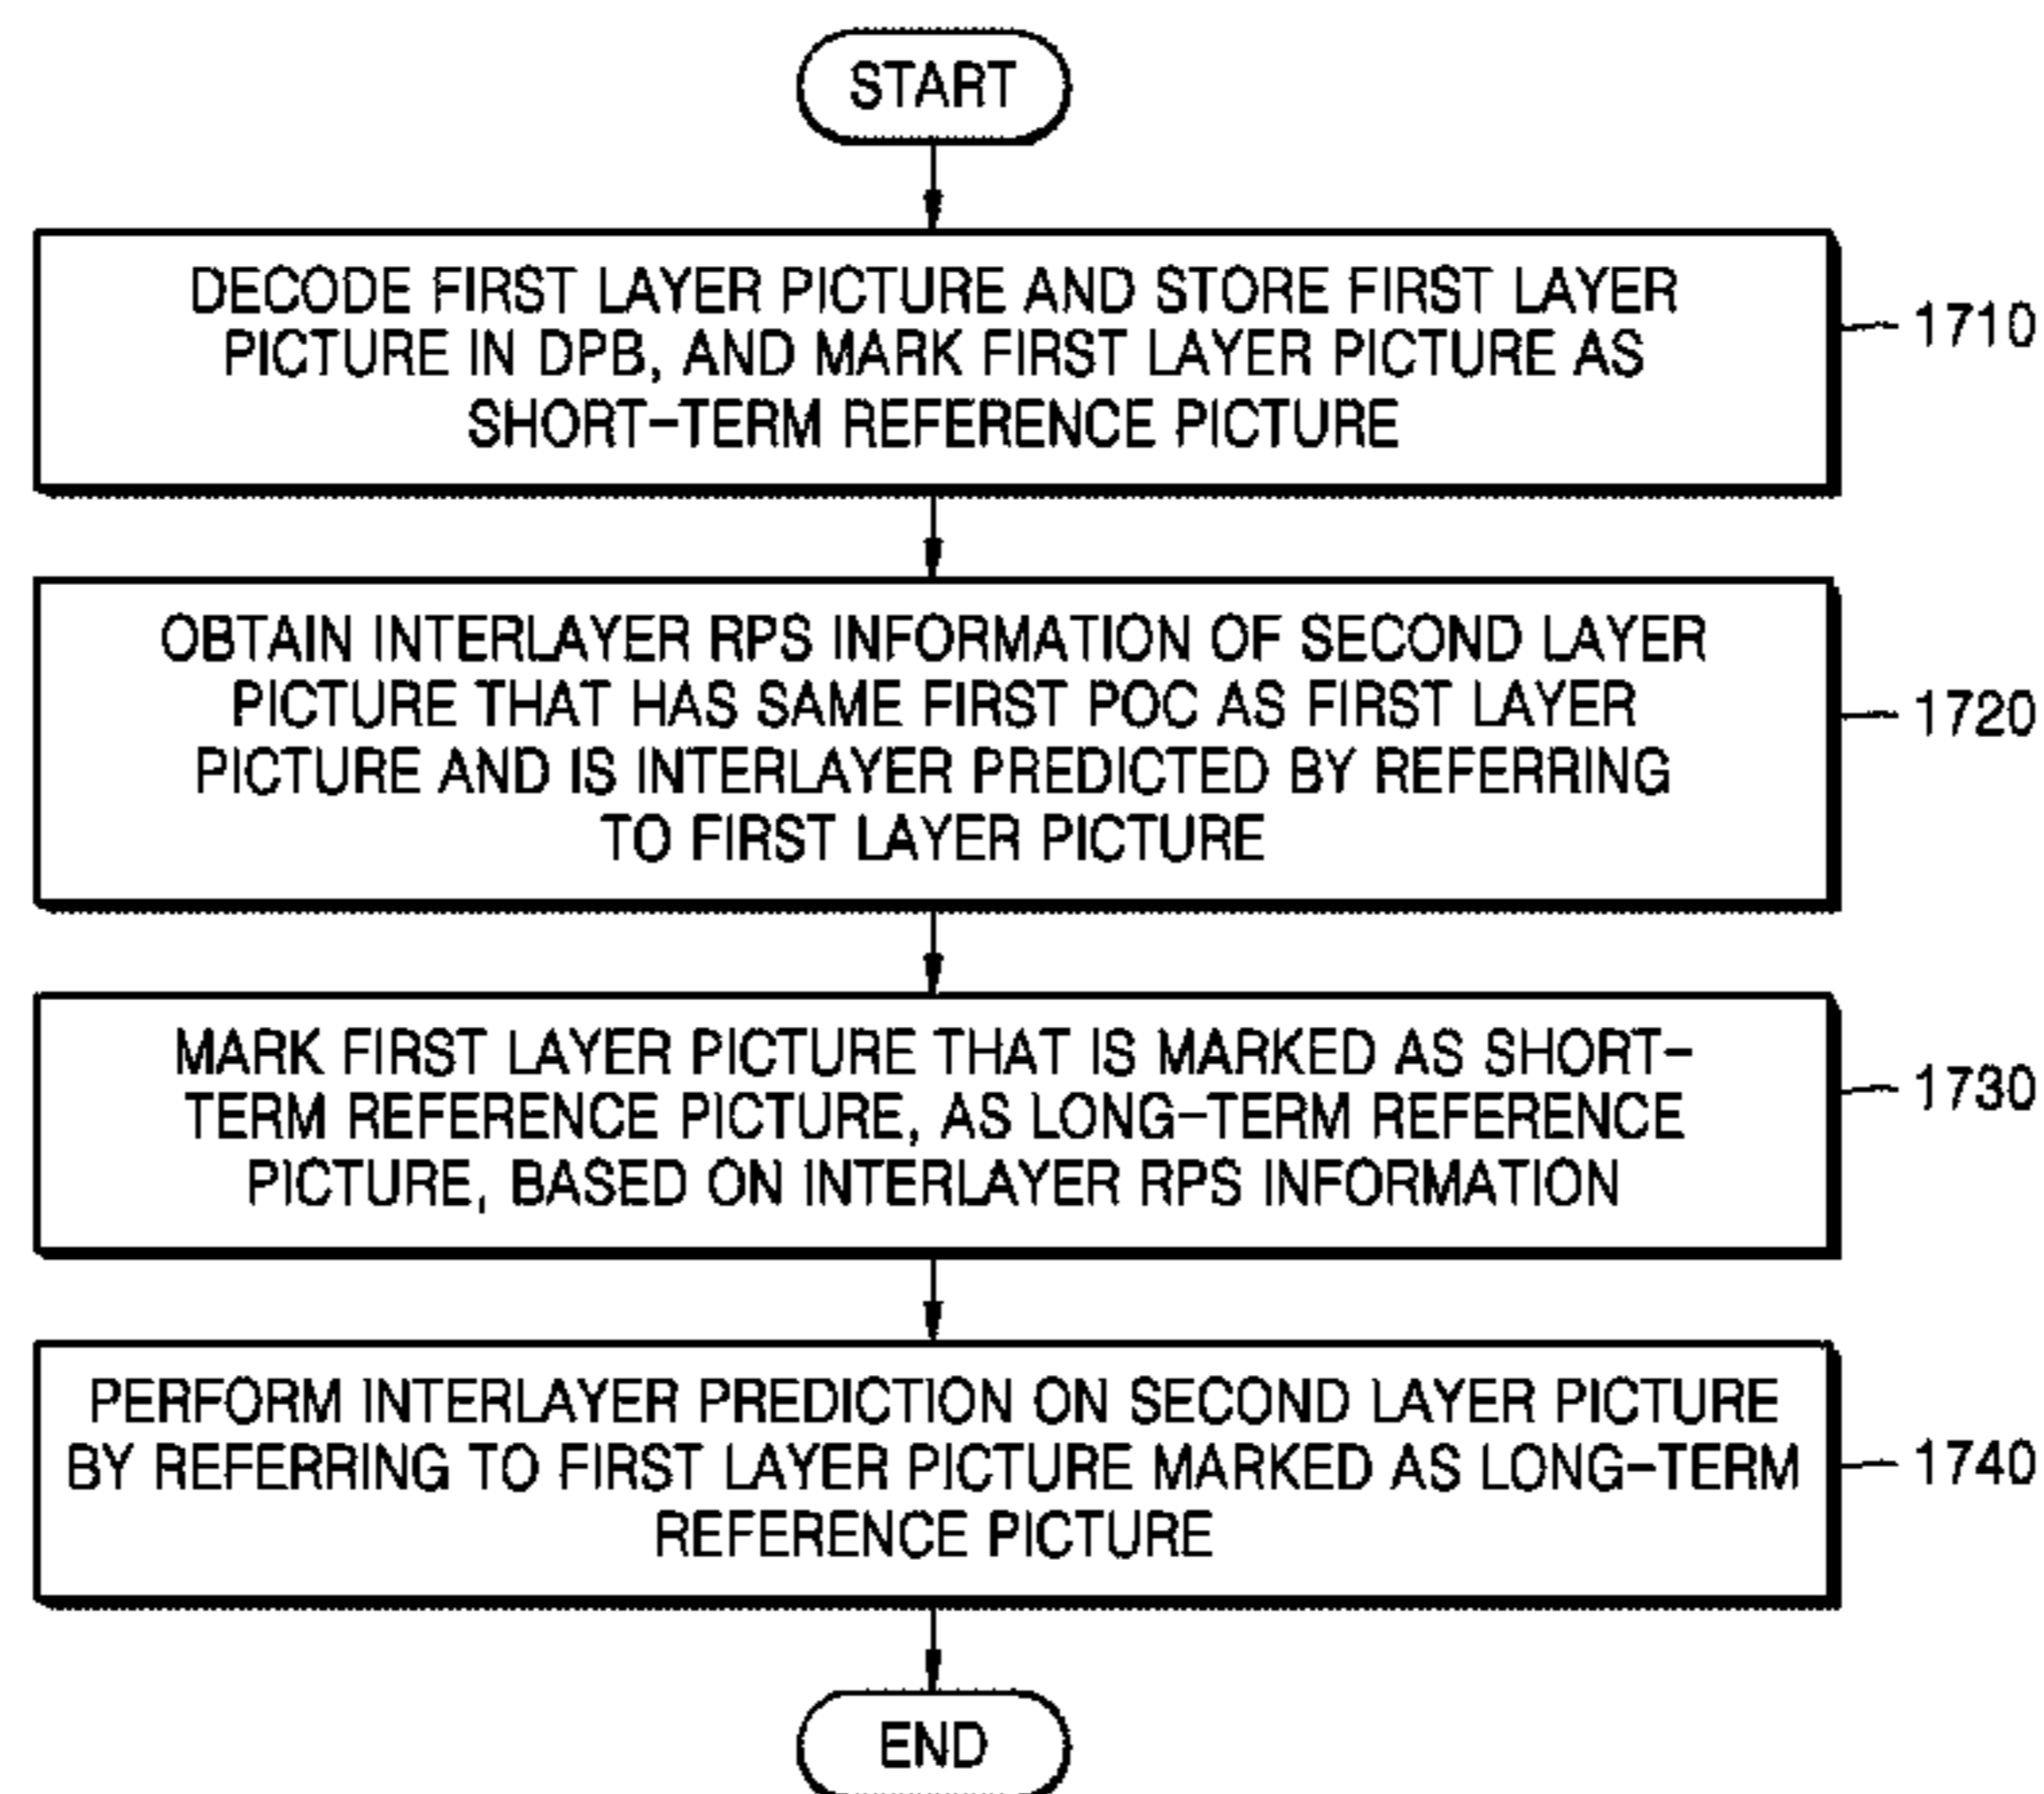 START
DECODE FIRST LAYER PICTURE AND STORE FIRST LAYER
PICTURE IN DPB, AND MARK FIRST LAYER PICTURE AS
SHORT-TERM REFERENCE PICTURE
1710
OBTAIN INTERLAYER RPS INFORMATION OF SECOND LAYER
PICTURE THAT HAS SAME FIRST POC AS FIRST LAYER
PICTURE AND IS INTERLAYER PREDICTED BY REFERRING
TO FIRST LAYER PICTURE
1720
MARK FIRST LAYER PICTURE THAT IS MARKED AS SHORT-
TERM REFERENCE PICTURE, AS LONG-TERM REFERENCE
PICTURE, BASED ON INTERLAYER RPS INFORMATION
1730
PERFORM INTERLAYER PREDICTION ON SECOND LAYER PICTURE
BY REFERRING TO FIRST LAYER PICTURE MARKED AS LONG-TERM
REFERENCE PICTURE
1740
END